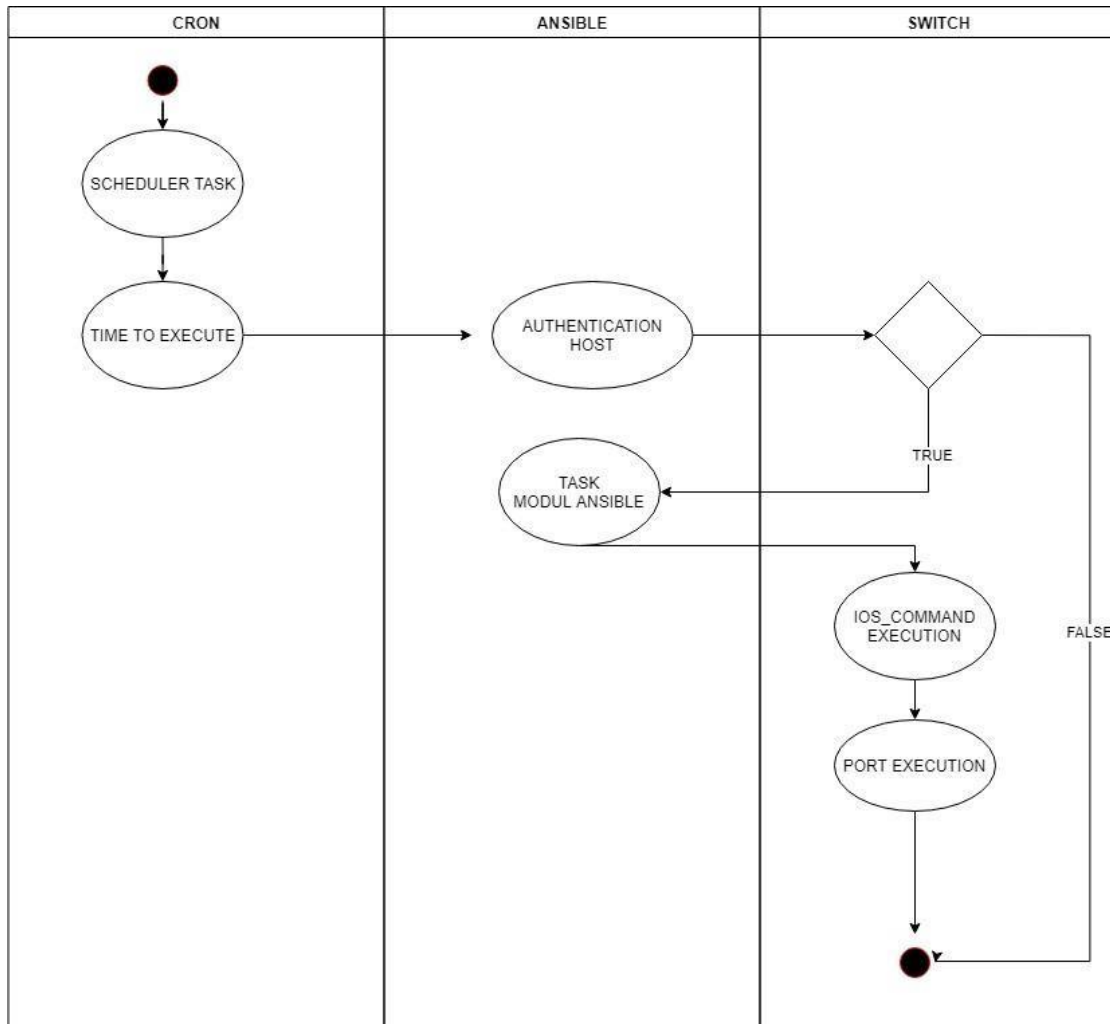 CRON
ANSIBLE
SWITCH
SCHEDULER TASK
TIME TO EXECUTE
AUTHENTICATION
HOST
TRUE
TASK
MODUL ANSIBLE
IOS_COMMAND
EXECUTION
FALSE
PORT EXECUTION